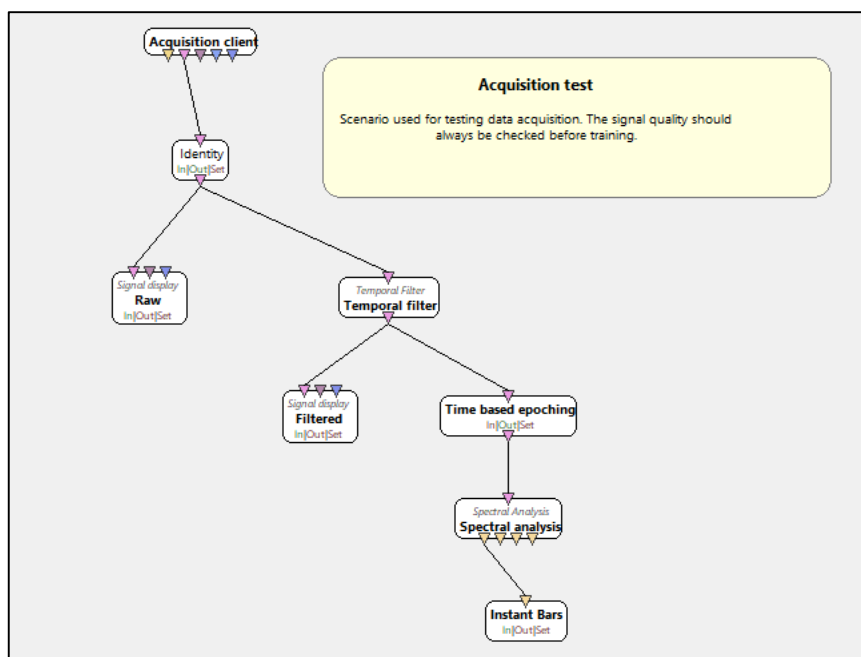 Acquisition client
Acquisition test
Scenario used for testing data acquisition. The signal quality should
always be checked before training.
Identity
In|Out|Set
Signal display
Raw
In|Out|Set
Temporal Filter
Temporal filter
Signal display
Filtered
In|Out|Set
Time based epoching
In|Out|Set
Spectral Analysis
Spectral analysis
Instant Bars
In|Out|Set